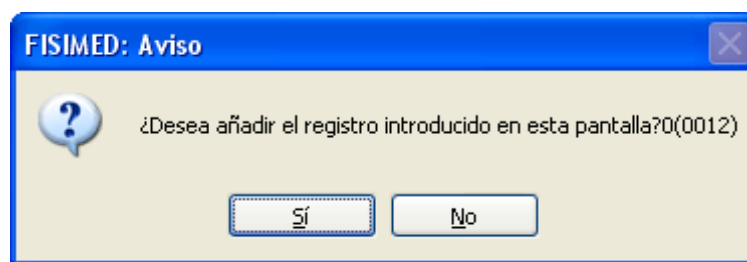 FISIMED: Aviso
¿Desea añadir el registro introducido en esta pantalla?0(0012)
Sí
No